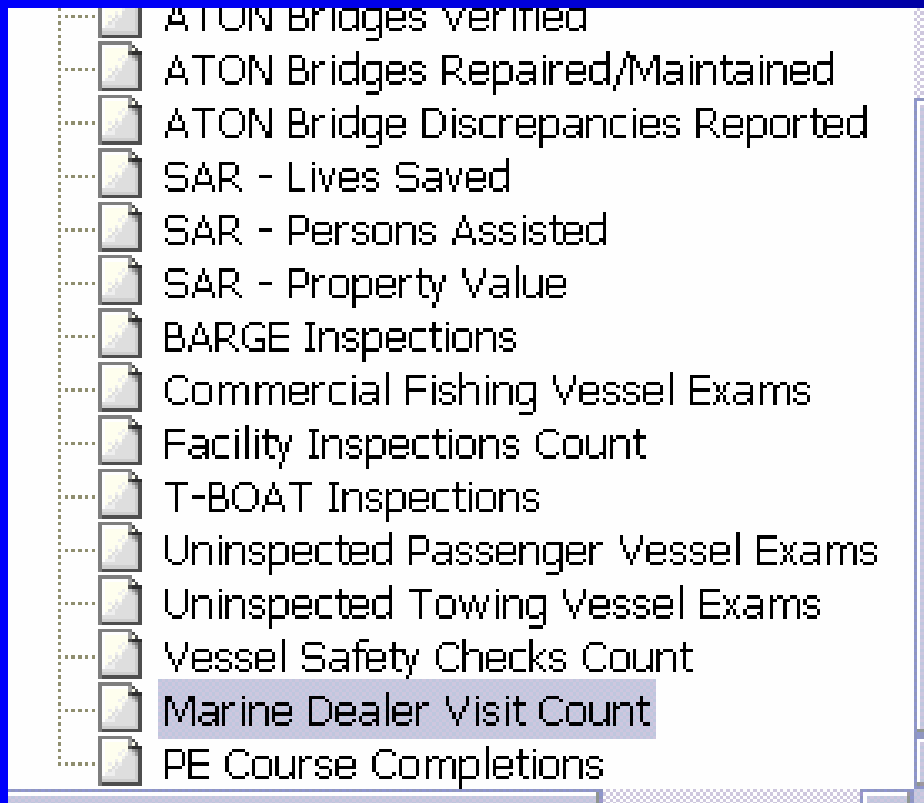 ATON Bridges Verified
ATON Bridges Repaired/Maintained
ATON Bridge Discrepancies Reported
SAR - Lives Saved
SAR - Persons Assisted
SAR - Property Value
BARGE Inspections
Commercial Fishing Vessel Exams
Facility Inspections Count
T-BOAT Inspections
Uninspected Passenger Vessel Exams
Uninspected Towing Vessel Exams
Vessel Safety Checks Count
Marine Dealer Visit Count
PE Course Completions